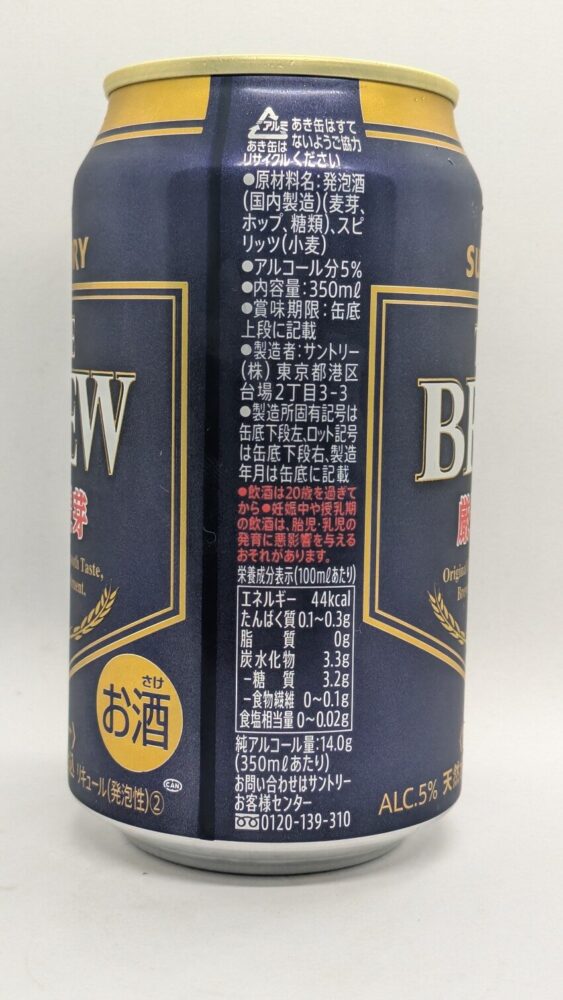 アルミ
あき缶はすて
ないようご協力
あき缶は
リサイクル
ください
●原材料名:発泡酒
(国内製造)(麦芽、
ホップ、糖類)、スピ
リッツ(小麦)
●アルコール分5%
●内容量:350mℓ
●賞味期限:缶底
上段に記載
●製造者:サントリー
(株) 東京都港区
台場2丁目3-3
●製造所固有記号は
缶底下段左、ロット記号
は缶底下段右、製造
年月は缶底に記載
●飲酒は20歳を過ぎて
から●妊娠中や授乳期
の飲酒は、胎児・乳児の
発育に悪影響を与える
おそれがあります。
栄養成分表示(100mℓあたり)
エネルギー 44kcal
たんぱく質 0.1~0.3g
脂 質 0g
炭水化物 3.3g
-糖 質 3.2g
-食物繊維 0~0.1g
食塩相当量 0~0.02g
純アルコール量:14.0g
(350mℓあたり)
お問い合わせはサントリー
お客様センター
0120-139-310
RY
E
EW
芽
oth Taste,
ment.
さけ
お酒
リキュール(発泡性)②
CAN
SU
BR
Origin
Bre
ALC.5% 天然